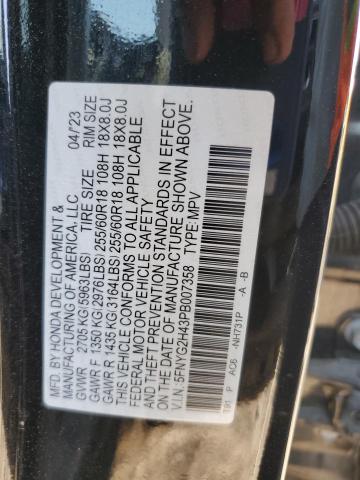 MFD. BY HONDA DEVELOPMENT &
MANUFACTURING OF AMERICA, LLC 04/23
GVWR 2705 KG(5963LBS) TIRE SIZE RIM SIZE
GAWR F 1350 KG(2976LBS) 255/60R18 108H 18X8.0J
GAWR R 1435 KG(3164LBS) 255/60R18 108H 18X8.0J
THIS VEHICLE CONFORMS TO ALL APPLICABLE
FEDERAL MOTOR VEHICLE SAFETY
AND THEFT PREVENTION STANDARDS IN EFFECT
ON THE DATE OF MANUFACTURE SHOWN ABOVE.
V.I.N.:5FNYG2H43PB007358 TYPE:MPV
T91 P AC6 -NH731P -A -B